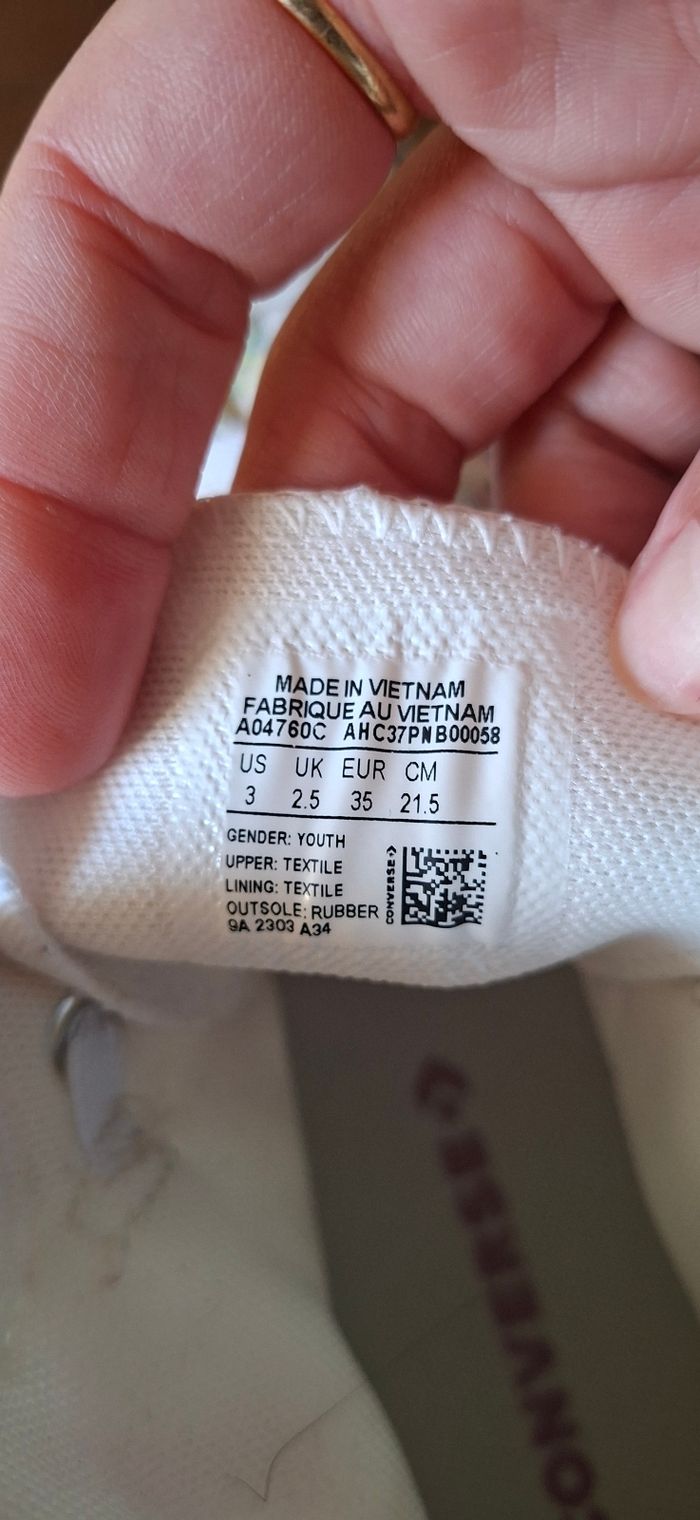 MADE IN VIETNAM
FABRIQUE AU VIETNAM
A04760C AHC37PNB00058
US UK EUR CM
3 2.5 35 21.5
GENDER: YOUTH
UPPER: TEXTILE
LINING: TEXTILE
OUTSOLE: RUBBER
9A 2303 A34
CONVERSE
CONVERSE